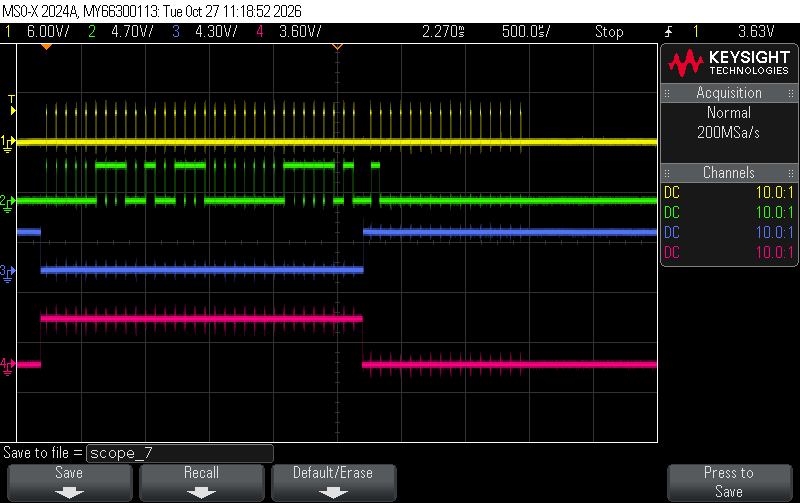 MSO-X 2024A, MY66300113: Tue Oct 27 11:18:52 2026
1 6.00V/ 2 4.70V/ 3 4.30V/ 4 3.60V/ 2.270ms 500.0us/ Stop 1 3.63V
KEYSIGHT
TECHNOLOGIES
Acquisition
Normal
200MSa/s
Channels
DC 10.0:1
DC 10.0:1
DC 10.0:1
DC 10.0:1
T
1
2
3
4
Save to file = scope_7
Save
Recall
Default/Erase
Press to
Save